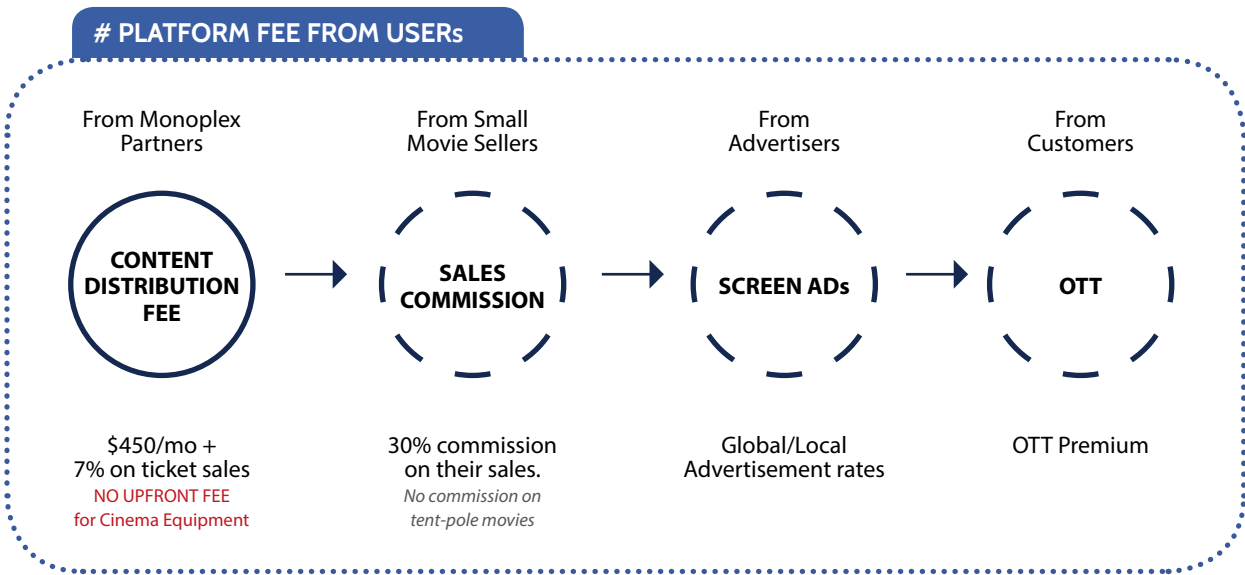 # PLATFORM FEE FROM USERs
From Monoplex
Partners
CONTENT
DISTRIBUTION
FEE
$450/mo +
7% on ticket sales
NO UPFRONT FEE
for Cinema Equipment
From Small
Movie Sellers
SALES
COMMISSION
30% commission
on their sales.
No commission on
tent-pole movies
From
Advertisers
SCREEN ADs
Global/Local
Advertisement rates
From
Customers
OTT
OTT Premium